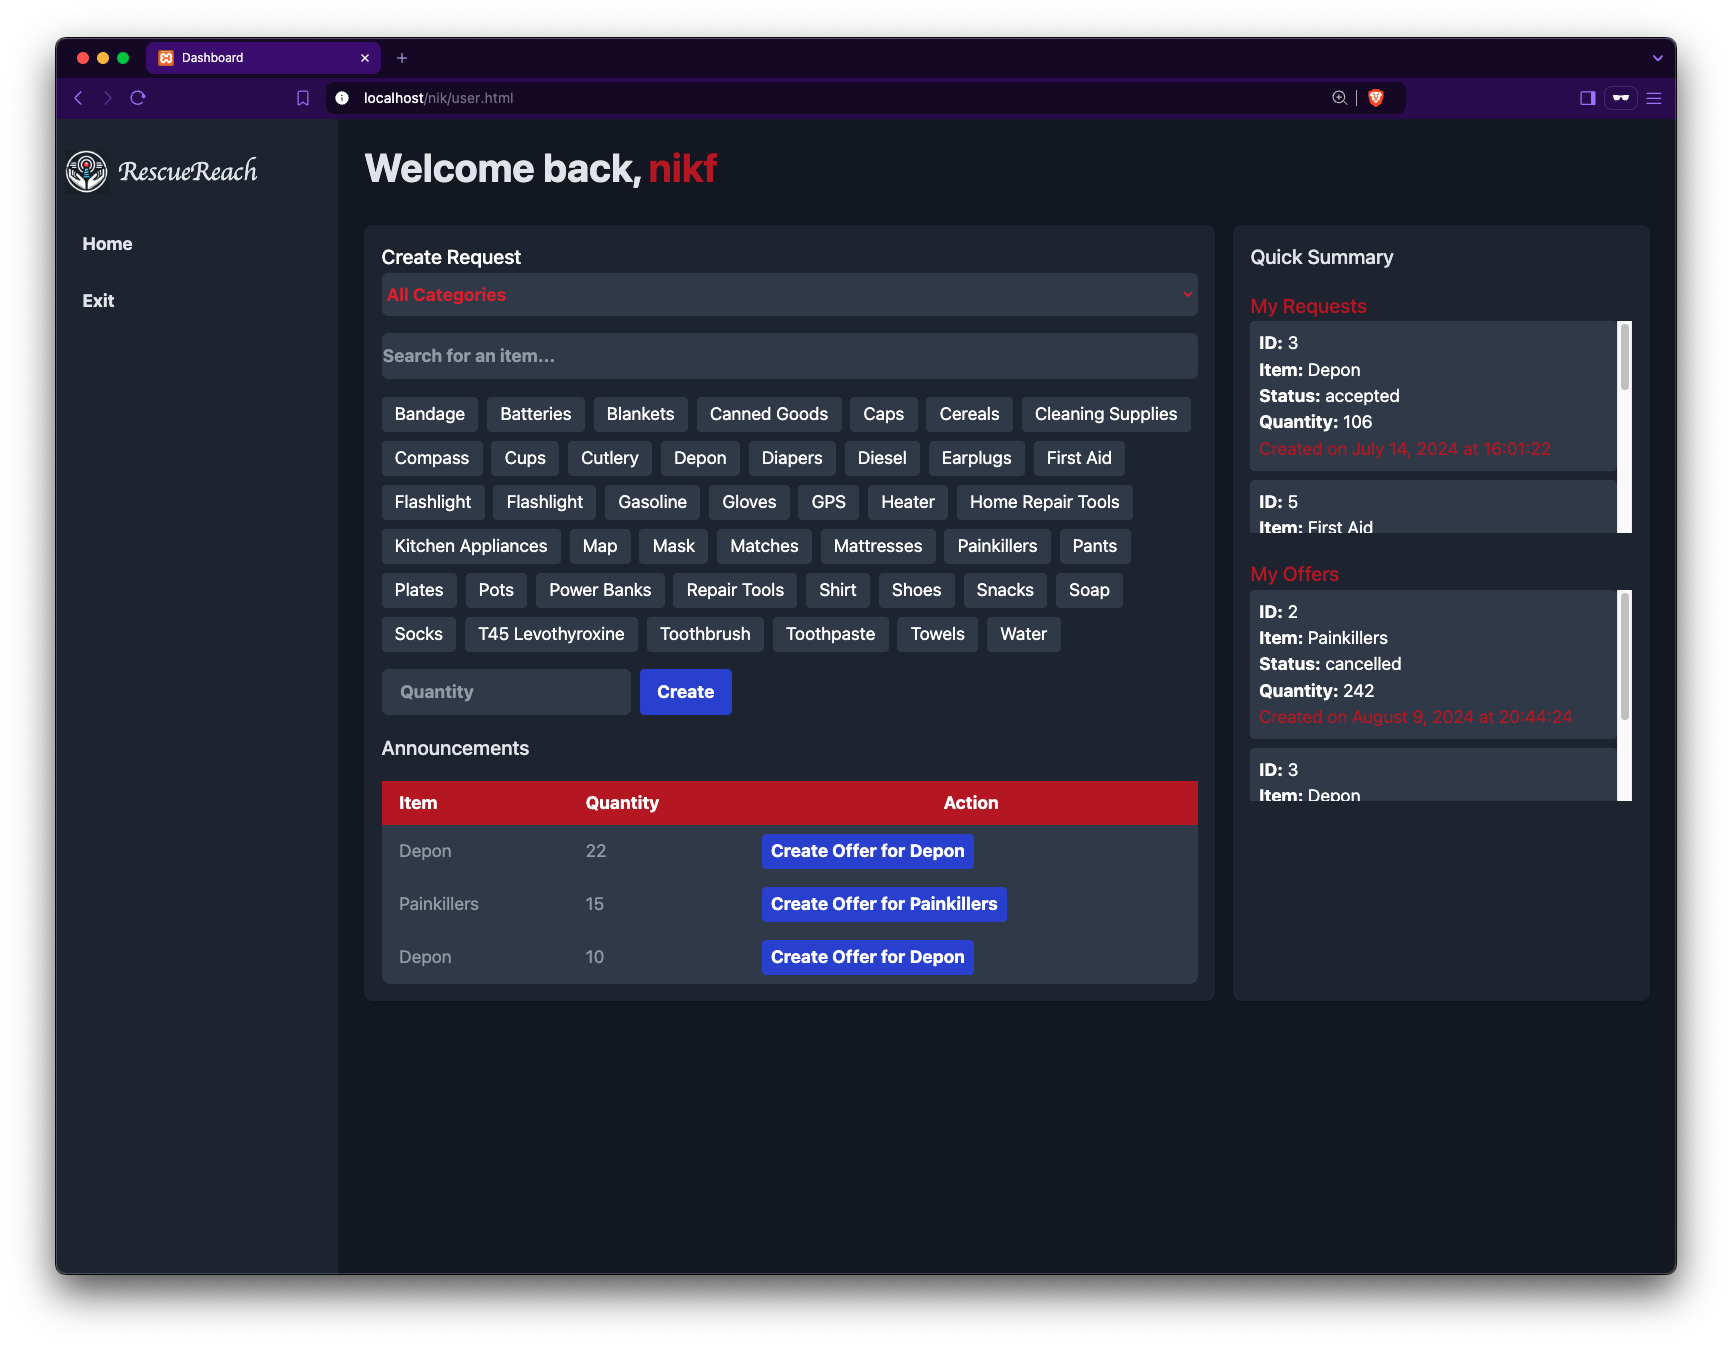 Dashboard
localhost/nik/user.html
RescueReach
Home
Exit
Welcome back, nikf
Create Request
All Categories
Search for an item...
Bandage Batteries Blankets Canned Goods Caps Cereals Cleaning Supplies
Compass Cups Cutlery Depon Diapers Diesel Earplugs First Aid
Flashlight Flashlight Gasoline Gloves GPS Heater Home Repair Tools
Kitchen Appliances Map Mask Matches Mattresses Painkillers Pants
Plates Pots Power Banks Repair Tools Shirt Shoes Snacks Soap
Socks T45 Levothyroxine Toothbrush Toothpaste Towels Water
Quantity Create
Announcements
Item Quantity Action
Depon 22 Create Offer for Depon
Painkillers 15 Create Offer for Painkillers
Depon 10 Create Offer for Depon
Quick Summary
My Requests
ID: 3
Item: Depon
Status: accepted
Quantity: 106
Created on July 14, 2024 at 16:01:22
ID: 5
Item: First Aid
My Offers
ID: 2
Item: Painkillers
Status: cancelled
Quantity: 242
Created on August 9, 2024 at 20:44:24
ID: 3
Item: Depon